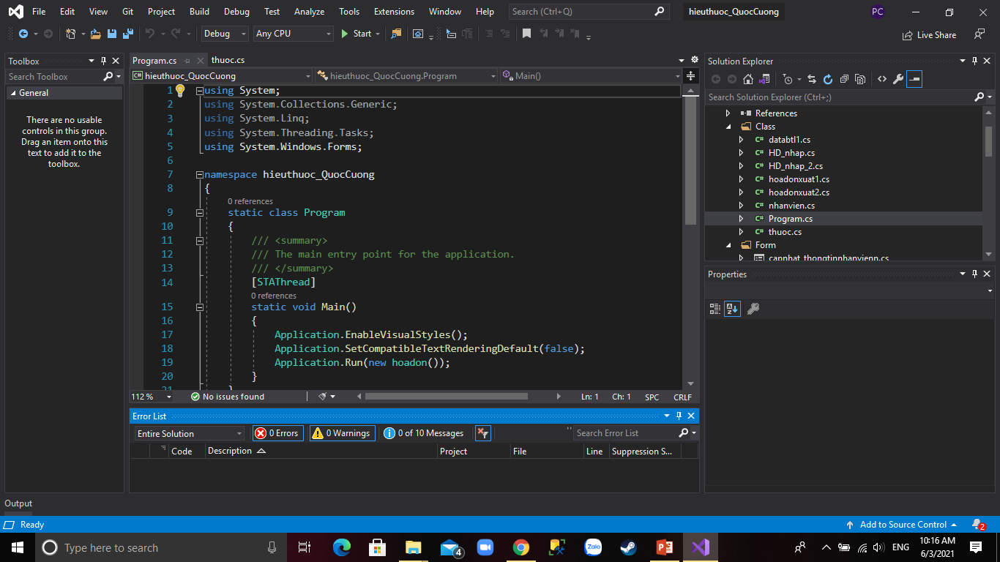 File Edit View Git Project Build Debug Test Analyze Tools Extensions Window Help Search (Ctrl+Q) hieuthuoc_QuocCuong PC
Debug Any CPU Start Live Share
Toolbox
Search Toolbox
General
There are no usable
controls in this group.
Drag an item onto this
text to add it to the
toolbox.
Program.cs thuoc.cs
hieuthuoc_QuocCuong hieuthuoc_QuocCuong.Program Main()
1 using System;
2 using System.Collections.Generic;
3 using System.Linq;
4 using System.Threading.Tasks;
5 using System.Windows.Forms;
6
7 namespace hieuthuoc_QuocCuong
8 {
0 references
9 static class Program
10 {
11 /// <summary>
12 /// The main entry point for the application.
13 /// </summary>
14 [STAThread]
0 references
15 static void Main()
16 {
17 Application.EnableVisualStyles();
18 Application.SetCompatibleTextRenderingDefault(false);
19 Application.Run(new hoadon());
20 }
21 }
112 % No issues found Ln: 1 Ch: 1 SPC CRLF
Error List
Entire Solution 0 Errors 0 Warnings 0 of 10 Messages Search Error List
Code Description Project File Line Suppression S...
Solution Explorer
Search Solution Explorer (Ctrl+;)
References
Class
C# databtl1.cs
C# HD_nhap.cs
C# HD_nhap_2.cs
C# hoadonxuat1.cs
C# hoadonxuat2.cs
C# nhanvien.cs
C# Program.cs
C# thuoc.cs
Form
capnhat_thongtinnhanvienn.cs
Properties
Output
Ready Add to Source Control 2
Type here to search 4 Zalo ENG 10:16 AM
6/3/2021